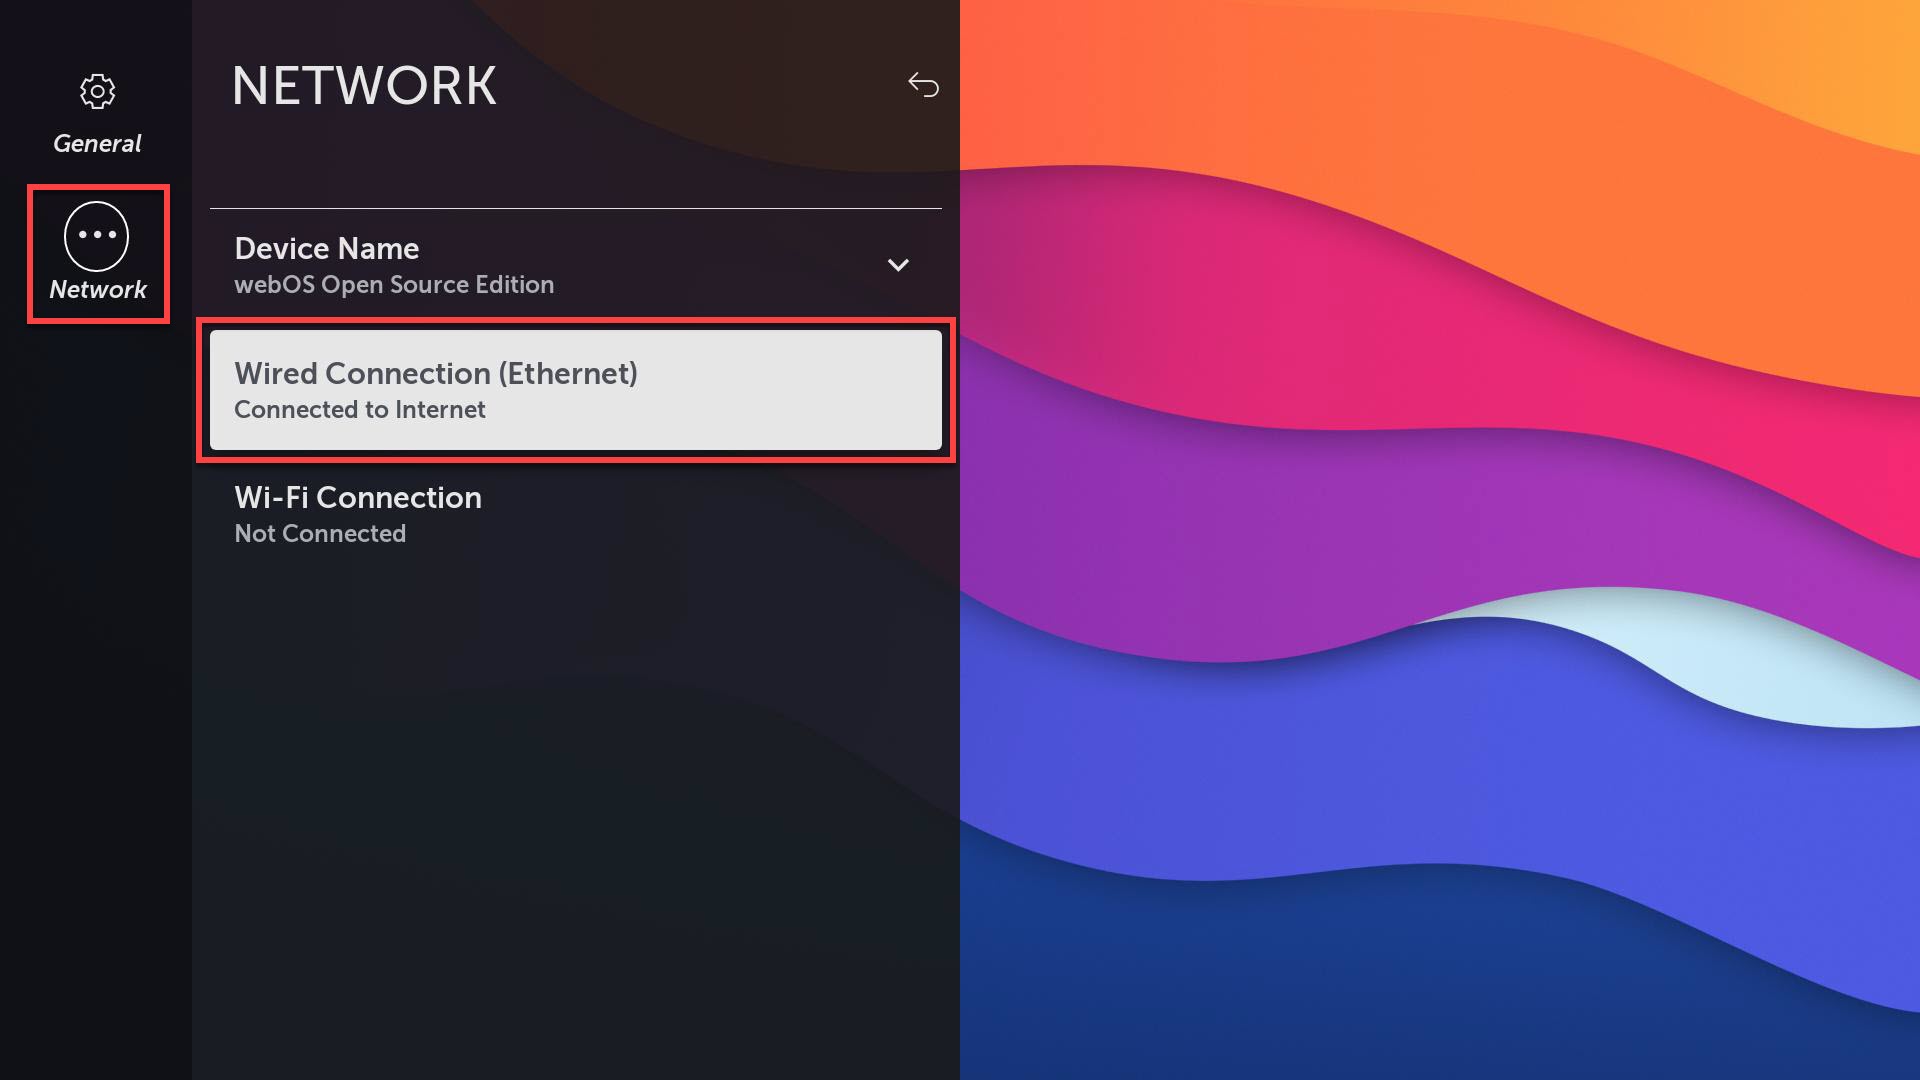 General
Network
NETWORK
Device Name
webOS Open Source Edition
Wired Connection (Ethernet)
Connected to Internet
Wi-Fi Connection
Not Connected